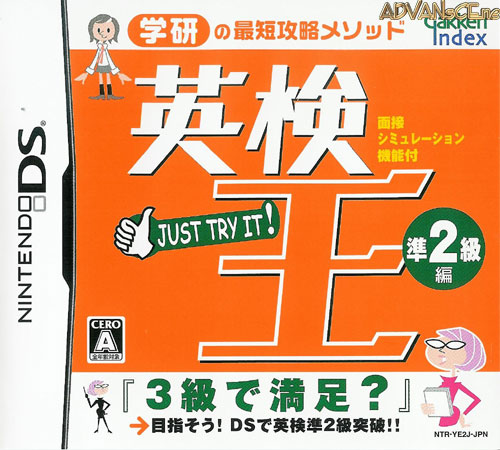 学研の最短攻略メソッド
ADVANsCE.ne
Gakken
Index
英検
面接
シミュレーション
機能付
JUST TRY IT!
王
準2級
編
NINTENDO DS
CERO
A
全年齢対象
『3級で満足?』
→目指そう! DSで英検準2級突破!!
NTR-YE2J-JPN